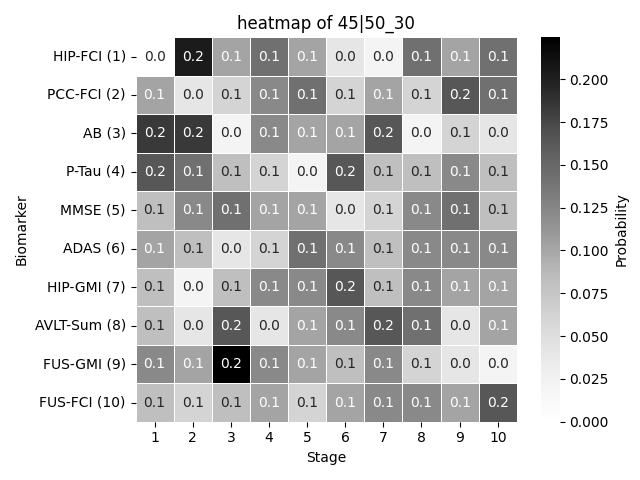 heatmap of 45|50_30
HIP-FCI (1) 0.0 0.2 0.1 0.1 0.1 0.0 0.0 0.1 0.1 0.1
PCC-FCI (2) 0.1 0.0 0.1 0.1 0.1 0.1 0.1 0.1 0.2 0.1
AB (3) 0.2 0.2 0.0 0.1 0.1 0.1 0.2 0.0 0.1 0.0
P-Tau (4) 0.2 0.1 0.1 0.1 0.0 0.2 0.1 0.1 0.1 0.1
MMSE (5) 0.1 0.1 0.1 0.1 0.1 0.0 0.1 0.1 0.1 0.1
ADAS (6) 0.1 0.1 0.0 0.1 0.1 0.1 0.1 0.1 0.1 0.1
HIP-GMI (7) 0.1 0.0 0.1 0.1 0.1 0.2 0.1 0.1 0.1 0.1
AVLT-Sum (8) 0.1 0.0 0.2 0.0 0.1 0.1 0.2 0.1 0.0 0.1
FUS-GMI (9) 0.1 0.1 0.2 0.1 0.1 0.1 0.1 0.1 0.0 0.0
FUS-FCI (10) 0.1 0.1 0.1 0.1 0.1 0.1 0.1 0.1 0.1 0.2
1 2 3 4 5 6 7 8 9 10
Stage
Biomarker
0.200
0.175
0.150
0.125
0.100
0.075
0.050
0.025
0.000
Probability